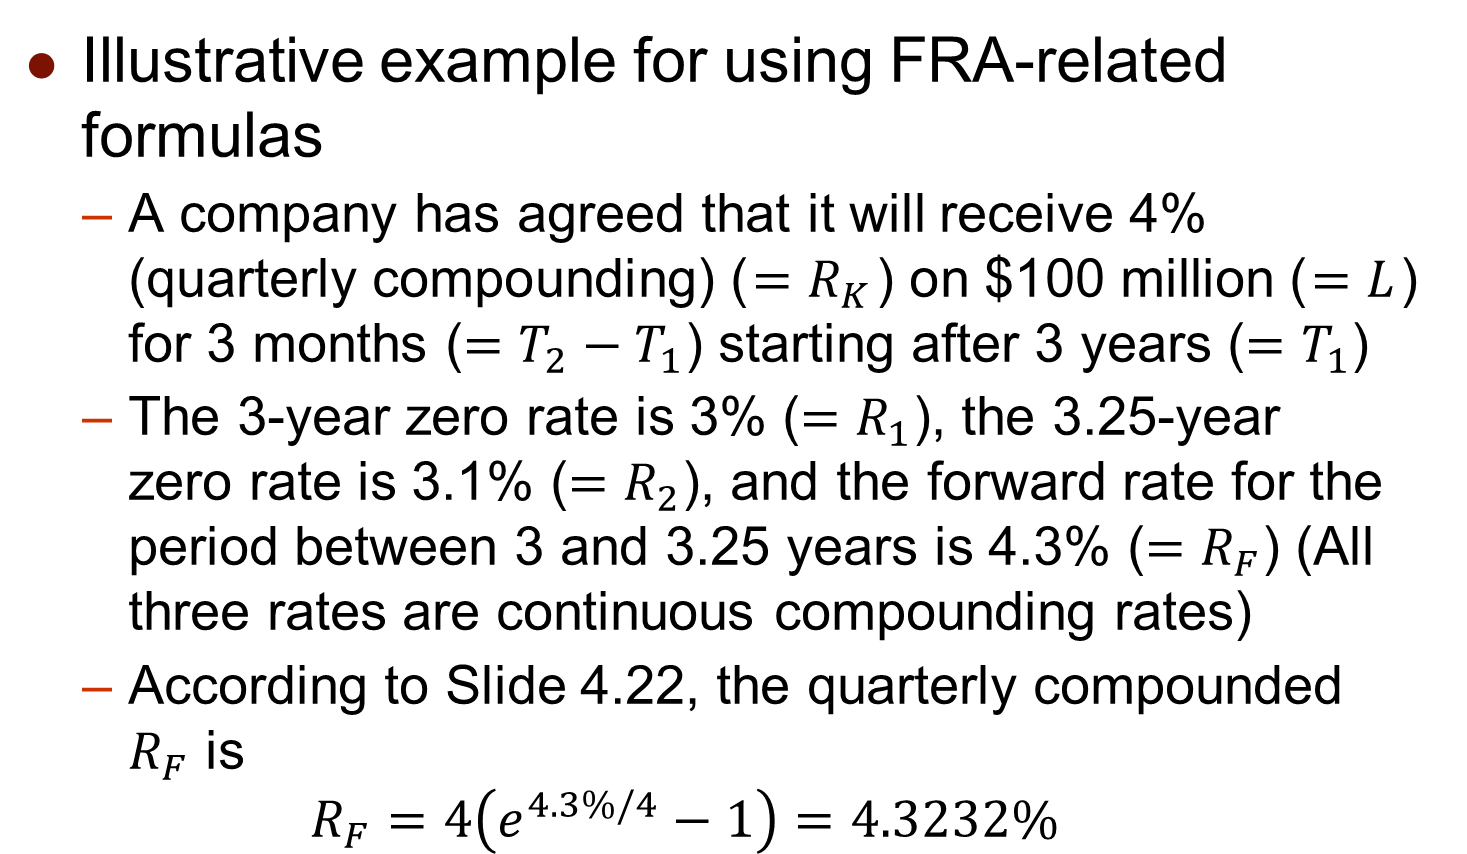 • Illustrative example for using FRA-related
formulas
– A company has agreed that it will receive 4%
(quarterly compounding) (= R_K) on $100 million (= L)
for 3 months (= T_2 − T_1) starting after 3 years (= T_1)
– The 3-year zero rate is 3% (= R_1), the 3.25-year
zero rate is 3.1% (= R_2), and the forward rate for the
period between 3 and 3.25 years is 4.3% (= R_F) (All
three rates are continuous compounding rates)
– According to Slide 4.22, the quarterly compounded
R_F is
R_F = 4(e^{4.3%/4} − 1) = 4.3232%